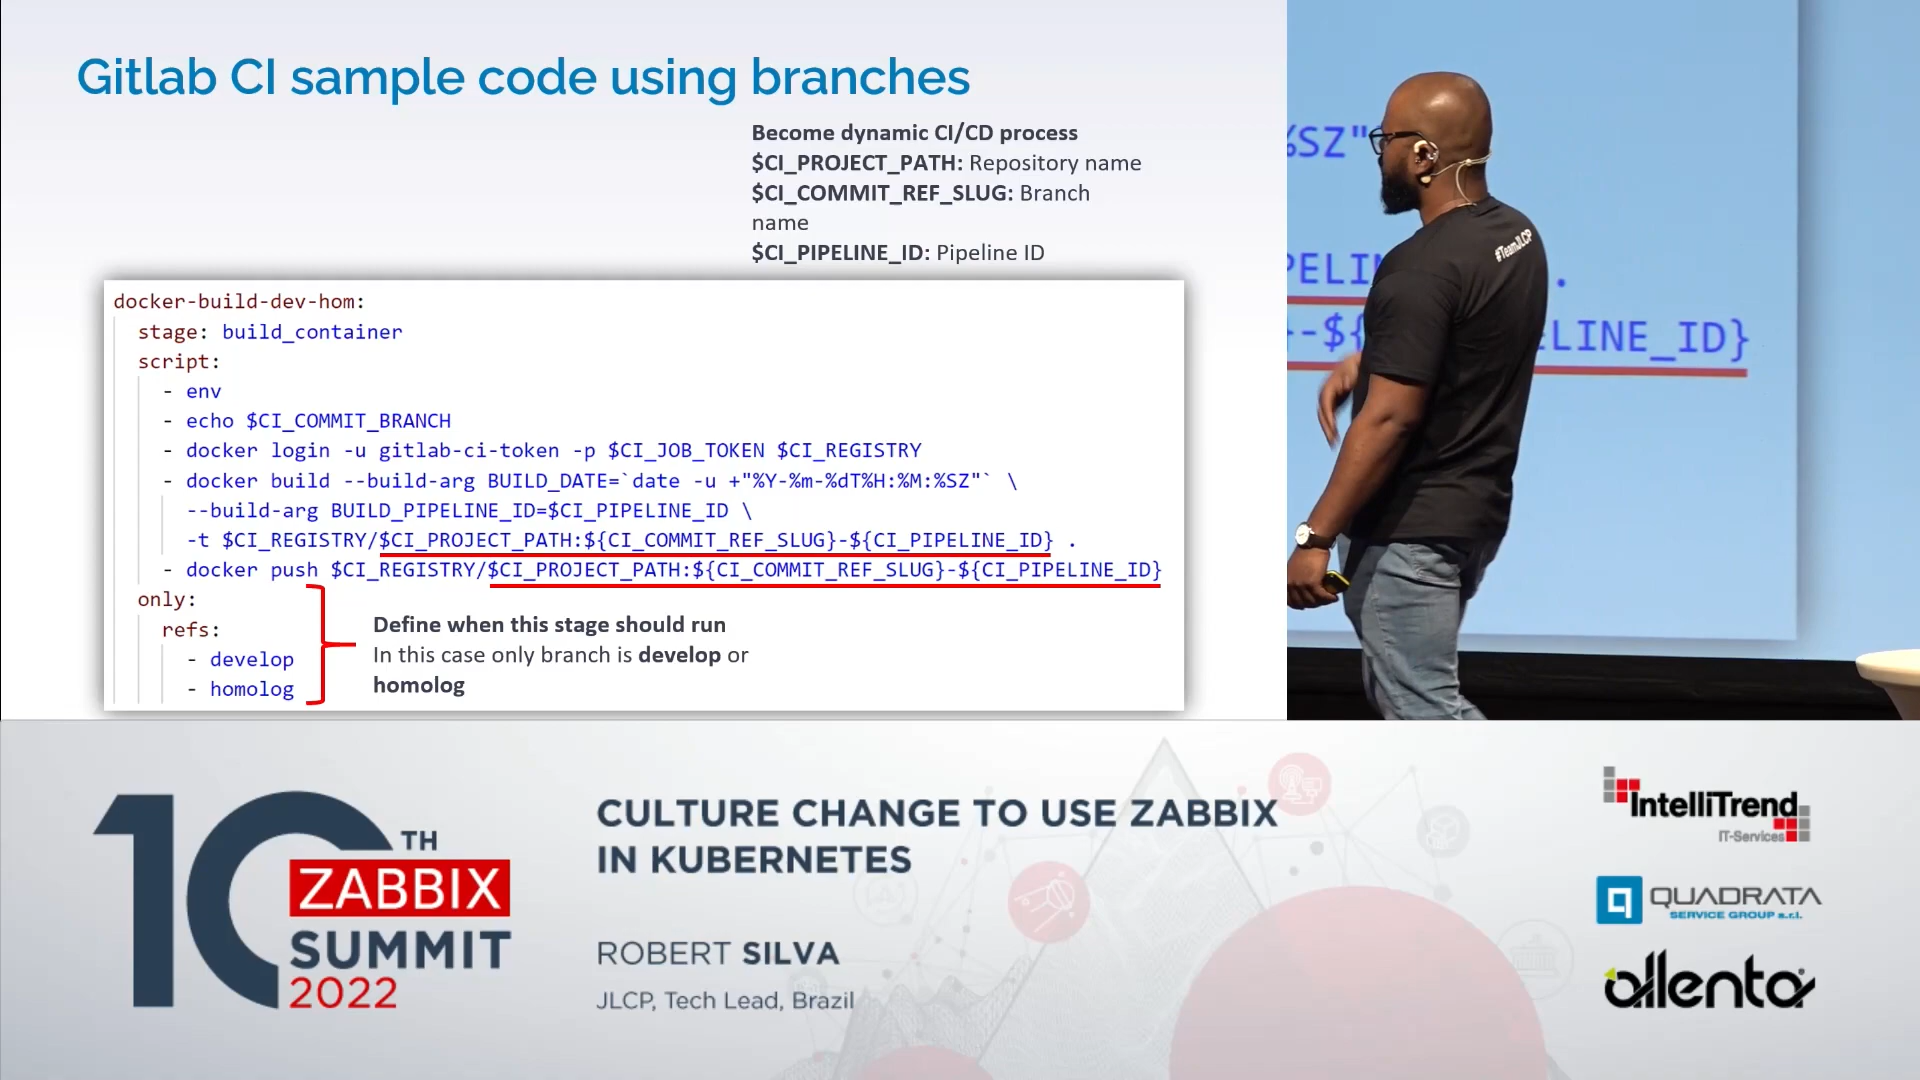 Gitlab CI sample code using branches
Become dynamic CI/CD process
$CI_PROJECT_PATH: Repository name
$CI_COMMIT_REF_SLUG: Branch
name
$CI_PIPELINE_ID: Pipeline ID
docker-build-dev-hom:
stage: build_container
script:
- env
- echo $CI_COMMIT_BRANCH
- docker login -u gitlab-ci-token -p $CI_JOB_TOKEN $CI_REGISTRY
- docker build --build-arg BUILD_DATE=`date -u +"%Y-%m-%dT%H:%M:%SZ"` \
--build-arg BUILD_PIPELINE_ID=$CI_PIPELINE_ID \
-t $CI_REGISTRY/$CI_PROJECT_PATH:${CI_COMMIT_REF_SLUG}-${CI_PIPELINE_ID} .
- docker push $CI_REGISTRY/$CI_PROJECT_PATH:${CI_COMMIT_REF_SLUG}-${CI_PIPELINE_ID}
only:
refs:
- develop
- homolog
Define when this stage should run
In this case only branch is develop or
homolog
%SZ"
PELI
.
}-${
ELINE_ID}
#TeamJLCP
10TH
ZABBIX
SUMMIT
2022
CULTURE CHANGE TO USE ZABBIX
IN KUBERNETES
ROBERT SILVA
JLCP, Tech Lead, Brazil
IntelliTrend
IT-Services
QUADRATA
SERVICE GROUP s.r.l.
allenta